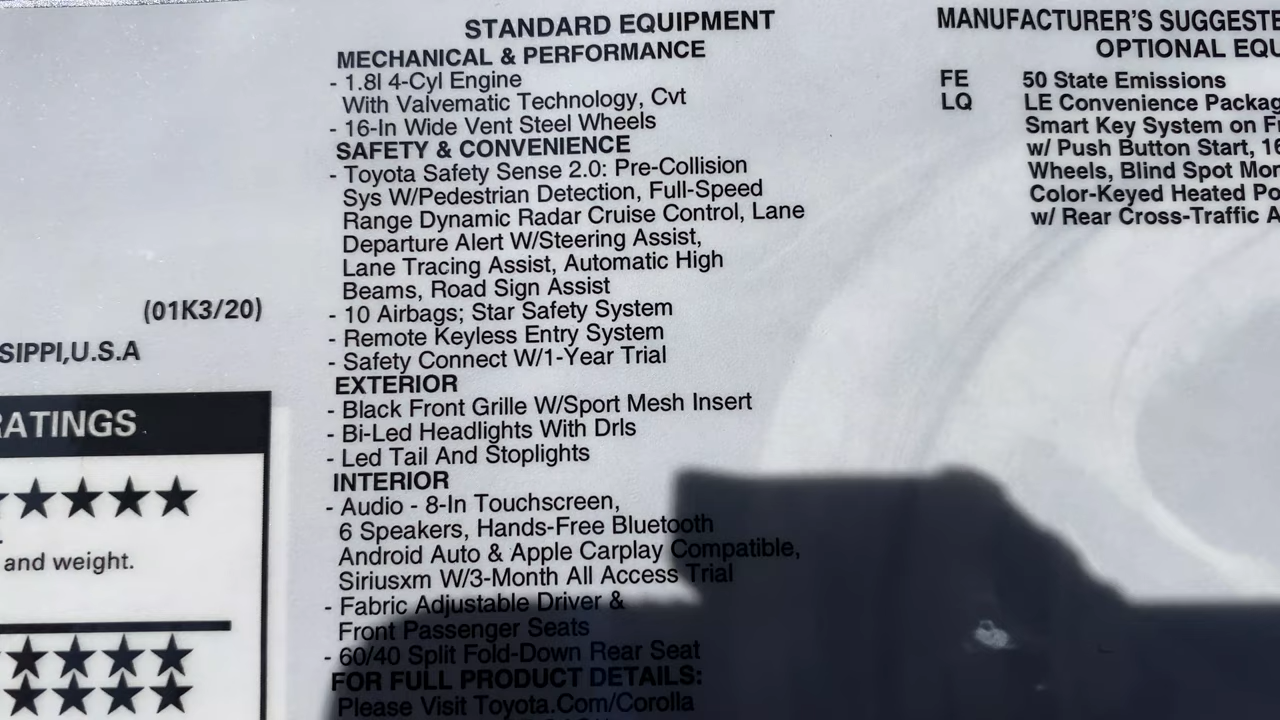 STANDARD EQUIPMENT
MECHANICAL & PERFORMANCE
- 1.8l 4-Cyl Engine
With Valvematic Technology, Cvt
- 16-In Wide Vent Steel Wheels
SAFETY & CONVENIENCE
- Toyota Safety Sense 2.0: Pre-Collision
Sys W/Pedestrian Detection, Full-Speed
Range Dynamic Radar Cruise Control, Lane
Departure Alert W/Steering Assist,
Lane Tracing Assist, Automatic High
Beams, Road Sign Assist
- 10 Airbags; Star Safety System
- Remote Keyless Entry System
- Safety Connect W/1-Year Trial
EXTERIOR
- Black Front Grille W/Sport Mesh Insert
- Bi-Led Headlights With Drls
- Led Tail And Stoplights
INTERIOR
- Audio - 8-In Touchscreen,
6 Speakers, Hands-Free Bluetooth
Android Auto & Apple Carplay Compatible,
Siriusxm W/3-Month All Access Trial
- Fabric Adjustable Driver &
Front Passenger Seats
- 60/40 Split Fold-Down Rear Seat
FOR FULL PRODUCT DETAILS:
Please Visit Toyota.Com/Corolla
MANUFACTURER'S SUGGESTE
OPTIONAL EQU
FE 50 State Emissions
LQ LE Convenience Packag
Smart Key System on F
w/ Push Button Start, 16
Wheels, Blind Spot Mon
Color-Keyed Heated Po
w/ Rear Cross-Traffic A
(01K3/20)
SIPPI,U.S.A
RATINGS
and weight.